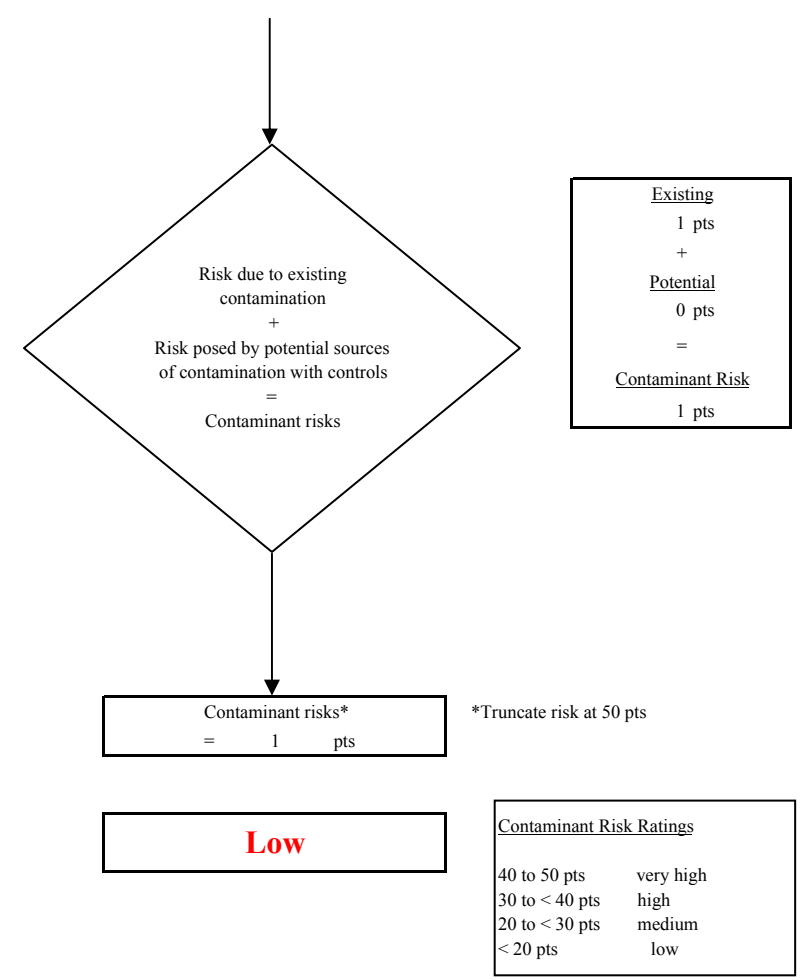 Risk due to existing
contamination
+
Risk posed by potential sources
of contamination with controls
=
Contaminant risks
Existing
1 pts
+
Potential
0 pts
=
Contaminant Risk
1 pts
Contaminant risks*
= 1 pts
*Truncate risk at 50 pts
Low
Contaminant Risk Ratings
40 to 50 pts very high
30 to < 40 pts high
20 to < 30 pts medium
< 20 pts low